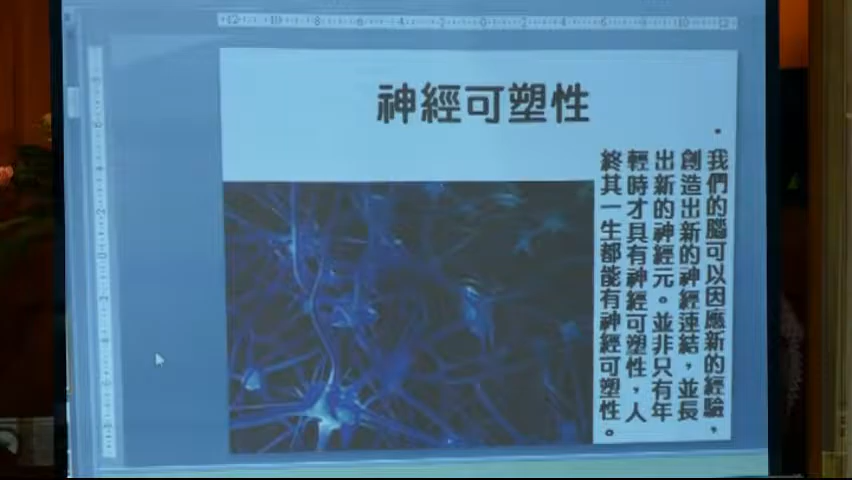 神經可塑性
・我們的腦可以因應新的經驗，
創造出新的神經連結，並長
出新的神經元。並非只有年
輕時才具有神經可塑性，人
終其一生都能有神經可塑性。